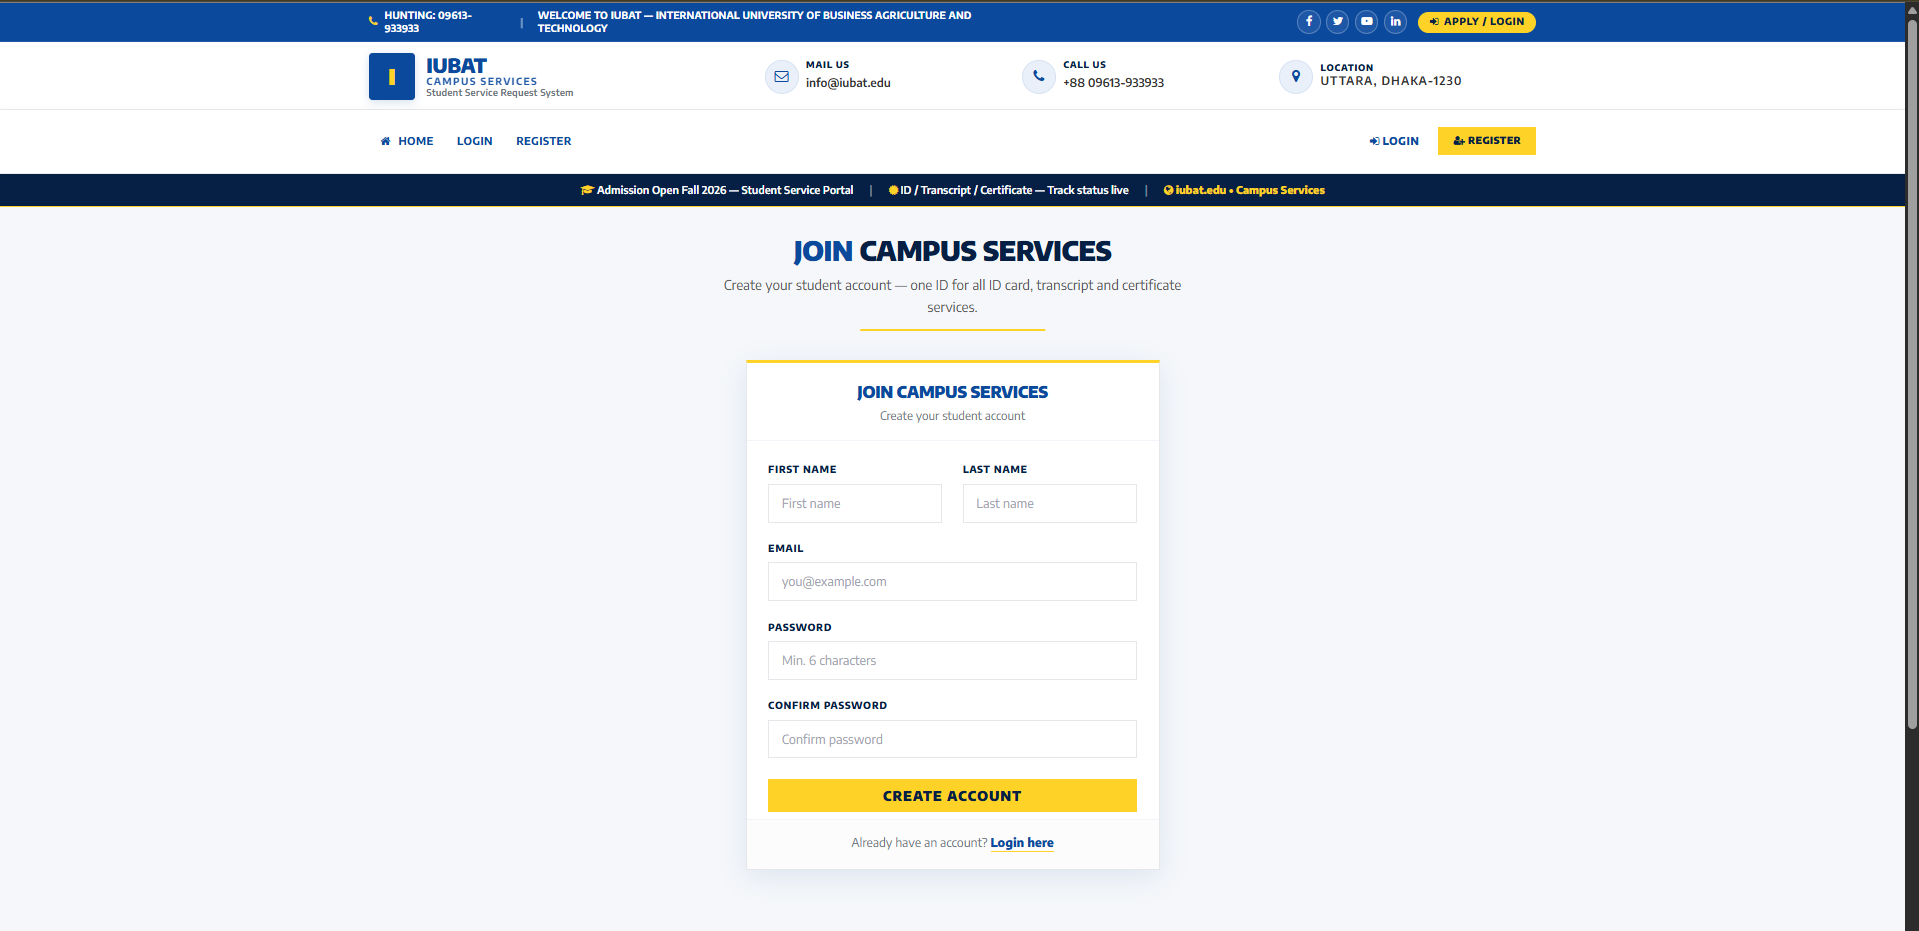 HUNTING: 09613-
933933
|
WELCOME TO IUBAT — INTERNATIONAL UNIVERSITY OF BUSINESS AGRICULTURE AND
TECHNOLOGY
APPLY / LOGIN
IUBAT
CAMPUS SERVICES
Student Service Request System
MAIL US
info@iubat.edu
CALL US
+88 09613-933933
LOCATION
UTTARA, DHAKA-1230
HOME LOGIN REGISTER
LOGIN REGISTER
Admission Open Fall 2026 — Student Service Portal | ID / Transcript / Certificate — Track status live | iubat.edu • Campus Services
JOIN CAMPUS SERVICES
Create your student account — one ID for all ID card, transcript and certificate
services.
JOIN CAMPUS SERVICES
Create your student account
FIRST NAME LAST NAME
First name Last name
EMAIL
you@example.com
PASSWORD
Min. 6 characters
CONFIRM PASSWORD
Confirm password
CREATE ACCOUNT
Already have an account? Login here